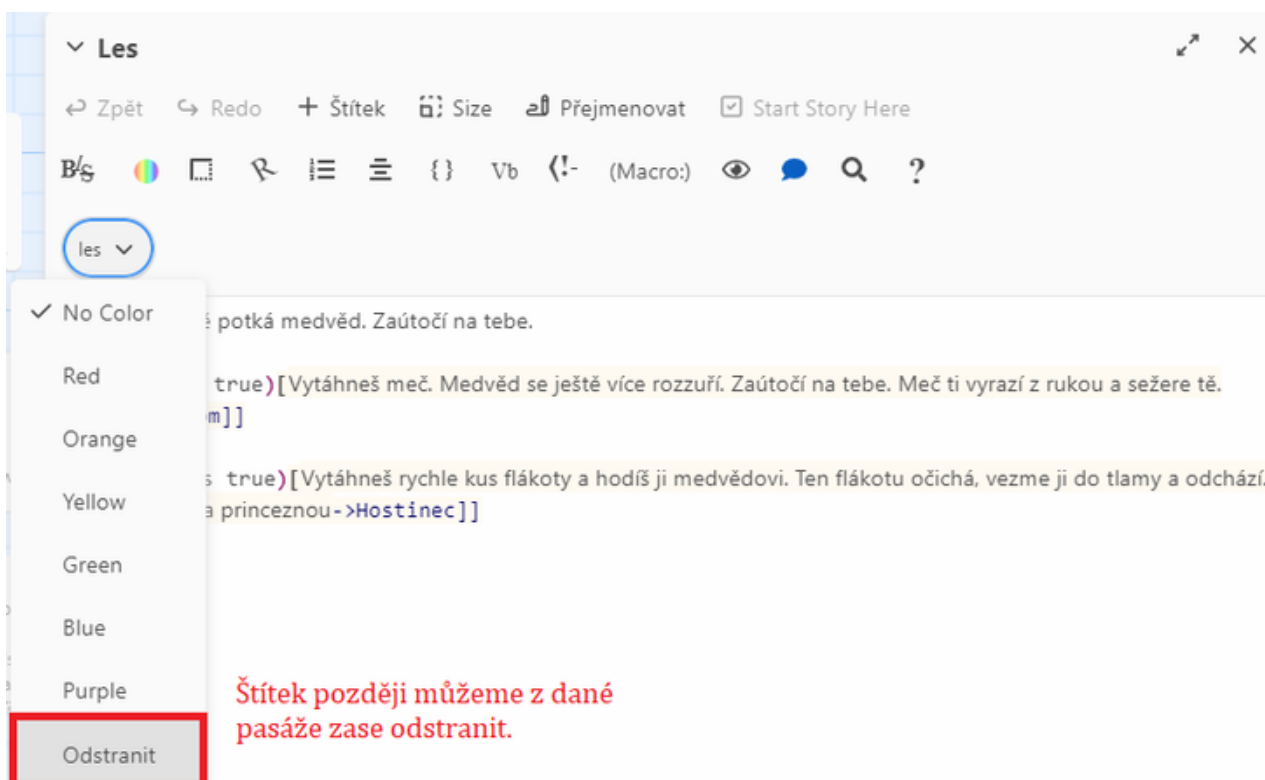 Les
Zpět Redo + Štítek Size Přejmenovat Start Story Here
B/S R {} Vb (!- (Macro:) ?
les
No Color
potká medvěd. Zaútočí na tebe.
Red
true)[Vytáhneš meč. Medvěd se ještě více rozzuří. Zaútočí na tebe. Meč ti vyrazí z rukou a sežere tě.
m]]
Orange
true)[Vytáhneš rychle kus flákoty a hodíš ji medvědovi. Ten flákotu očichá, vezme ji do tlamy a odchází.
Yellow
a princeznou->Hostinec]]
Green
Blue
Purple
Štítek později můžeme z dané
pasáže zase odstranit.
Odstranit